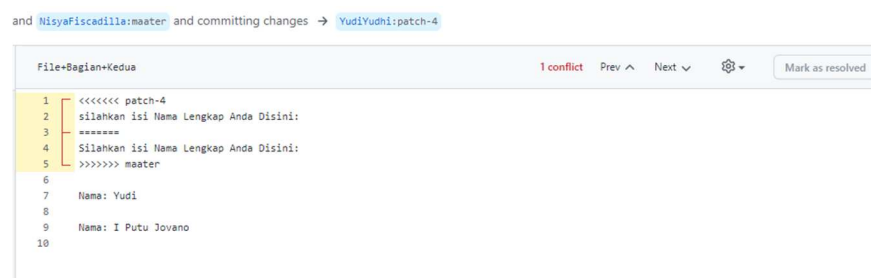 and NisyaFiscadilla:maater and committing changes → YudiYudhi:patch-4
File+Bagian+Kedua 1 conflict Prev Next Mark as resolved
1 <<<<<<< patch-4
2 silahkan isi Nama Lengkap Anda Disini:
3 =======
4 Silahkan isi Nama Lengkap Anda Disini:
5 >>>>>>> maater
6
7 Nama: Yudi
8
9 Nama: I Putu Jovano
10